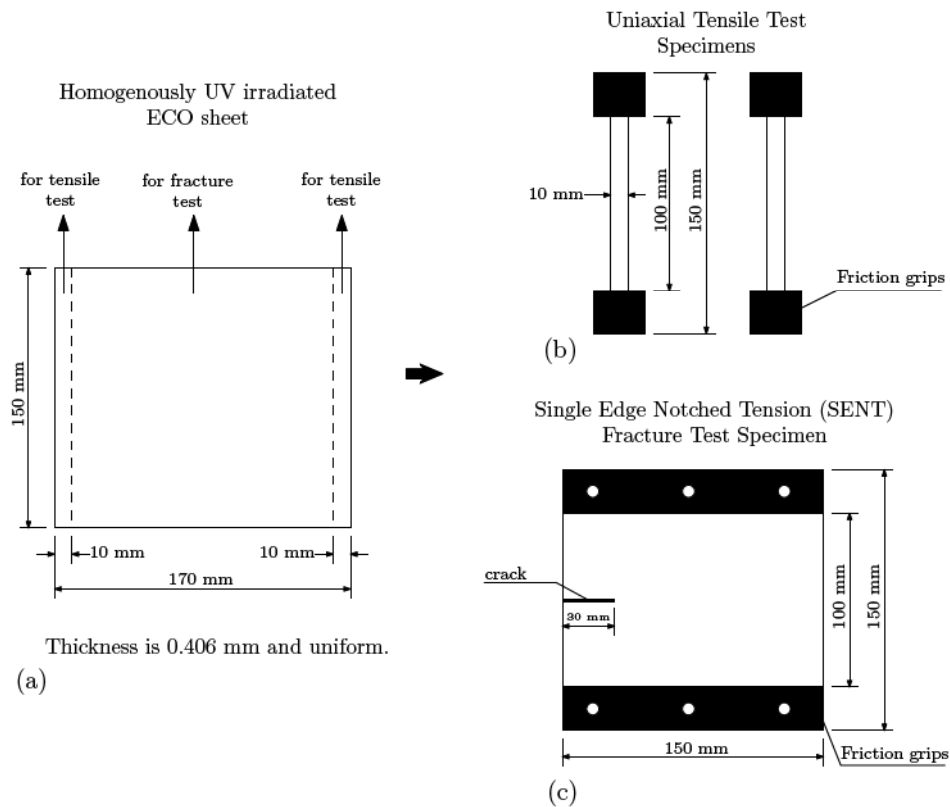 Homogenously UV irradiated
ECO sheet
for tensile
test
for fracture
test
for tensile
test
150 mm
10 mm
10 mm
170 mm
Thickness is 0.406 mm and uniform.
(a)
Uniaxial Tensile Test
Specimens
10 mm
100 mm
150 mm
Friction grips
(b)
Single Edge Notched Tension (SENT)
Fracture Test Specimen
crack
30 mm
100 mm
150 mm
150 mm
Friction grips
(c)